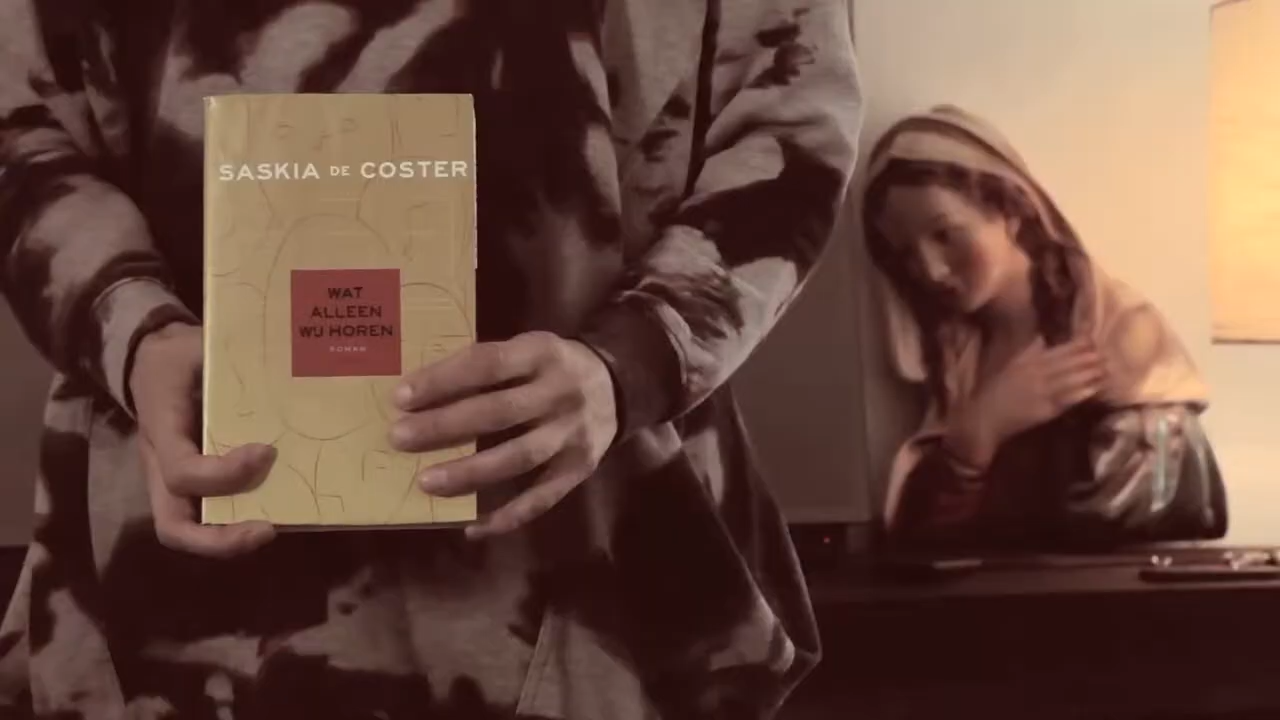 SASKIA DE COSTER
WAT
ALLEEN
WIJ HOREN
ROMAN